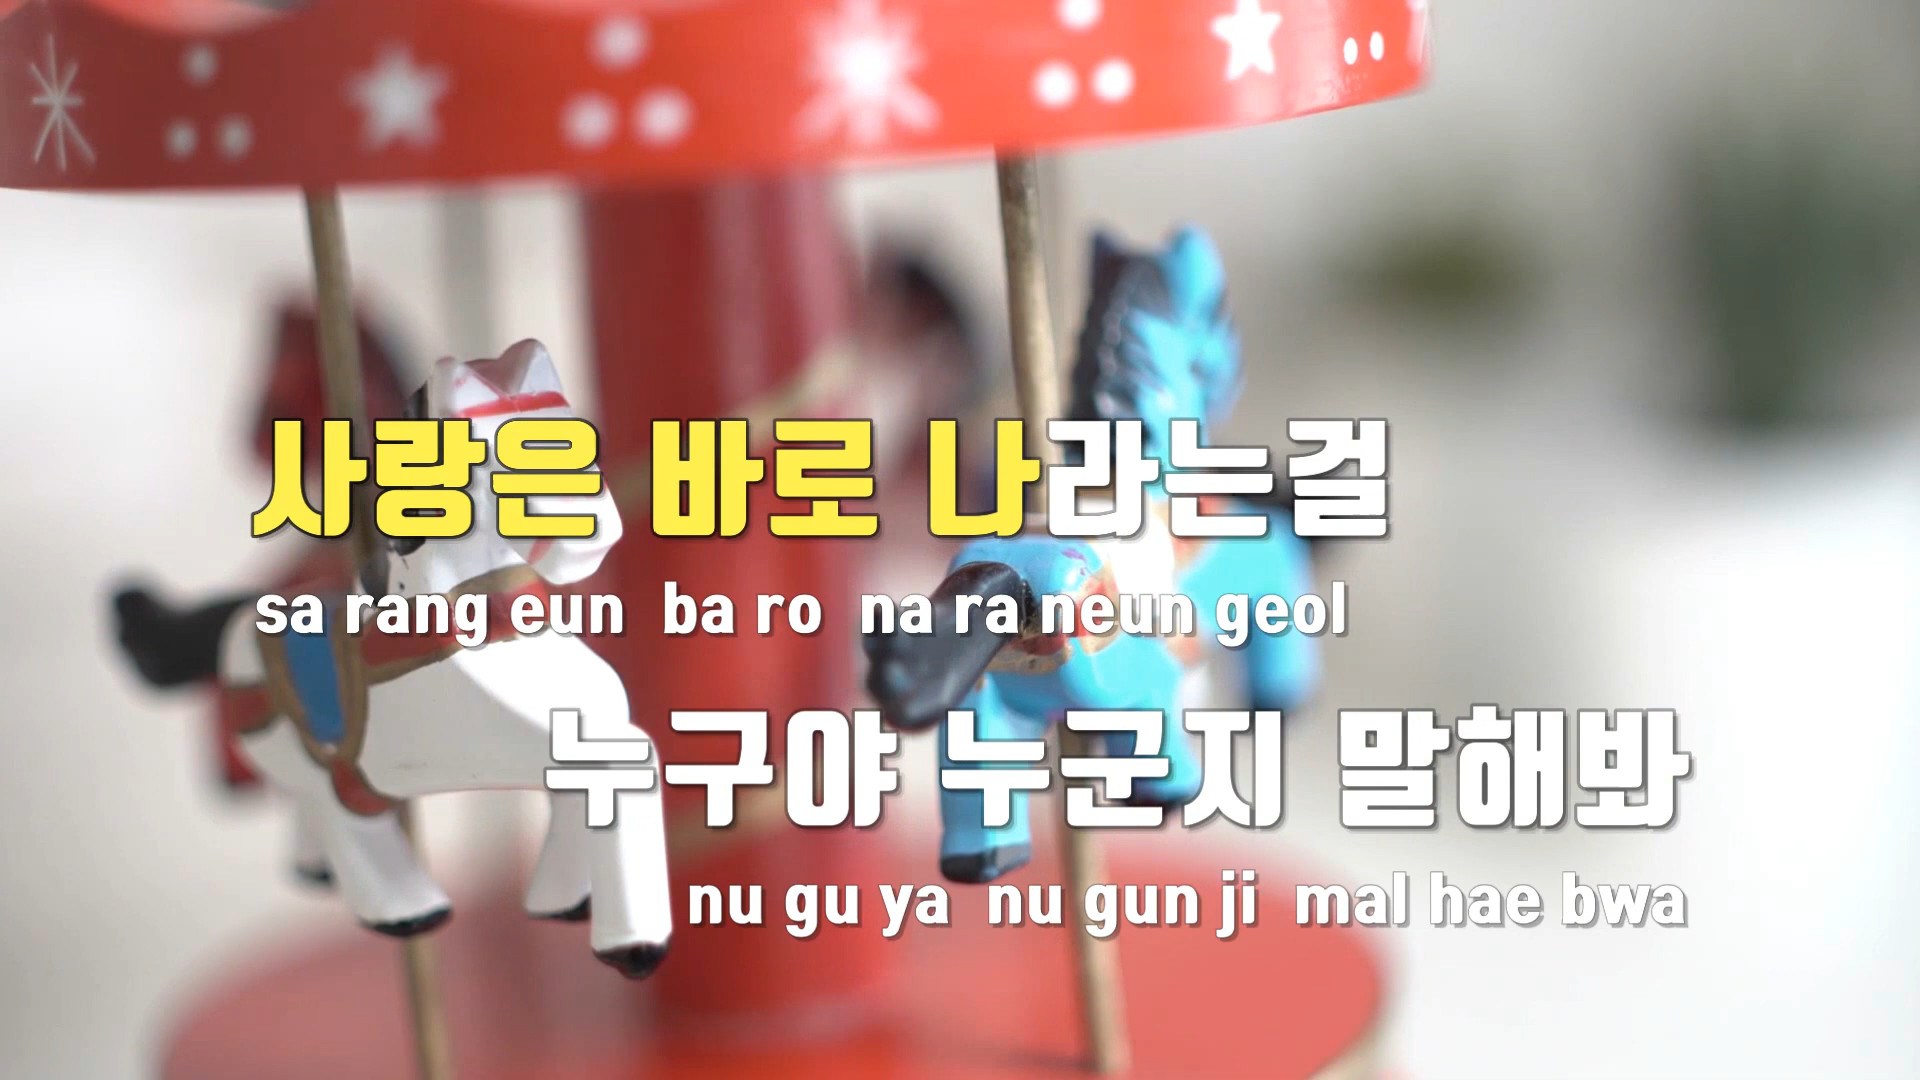 사랑은 바로 나라는걸
sa rang eun ba ro na ra neun geol
누구야 누군지 말해봐
nu gu ya nu gun ji mal hae bwa